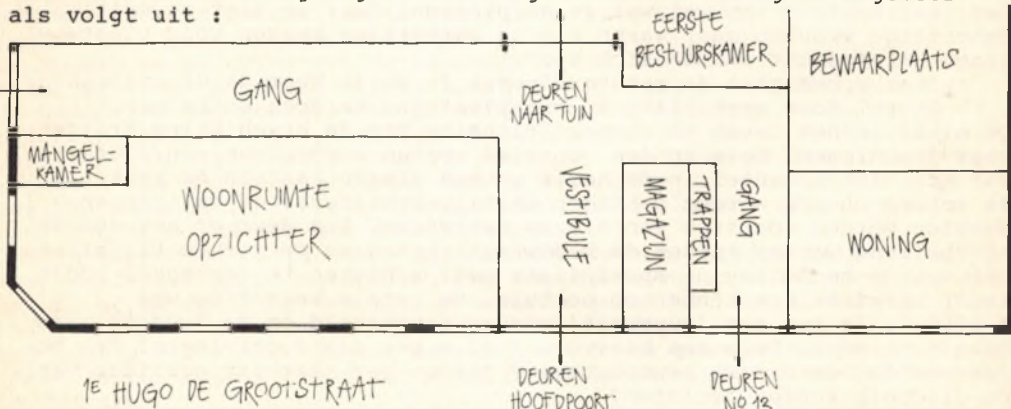 als volgt uit :
EERSTE
BESTUURSKAMER
BEWAARPLAATS
GANG
DEUREN
NAAR TUIN
MANGEL-
KAMER
WOONRUIMTE
OPZICHTER
VESTIBULE
MAGAZIJN
TRAPPEN
GANG
WONING
1E HUGO DE GROOTSTRAAT
DEUREN
HOOFDPOORT
DEUREN
NO 13